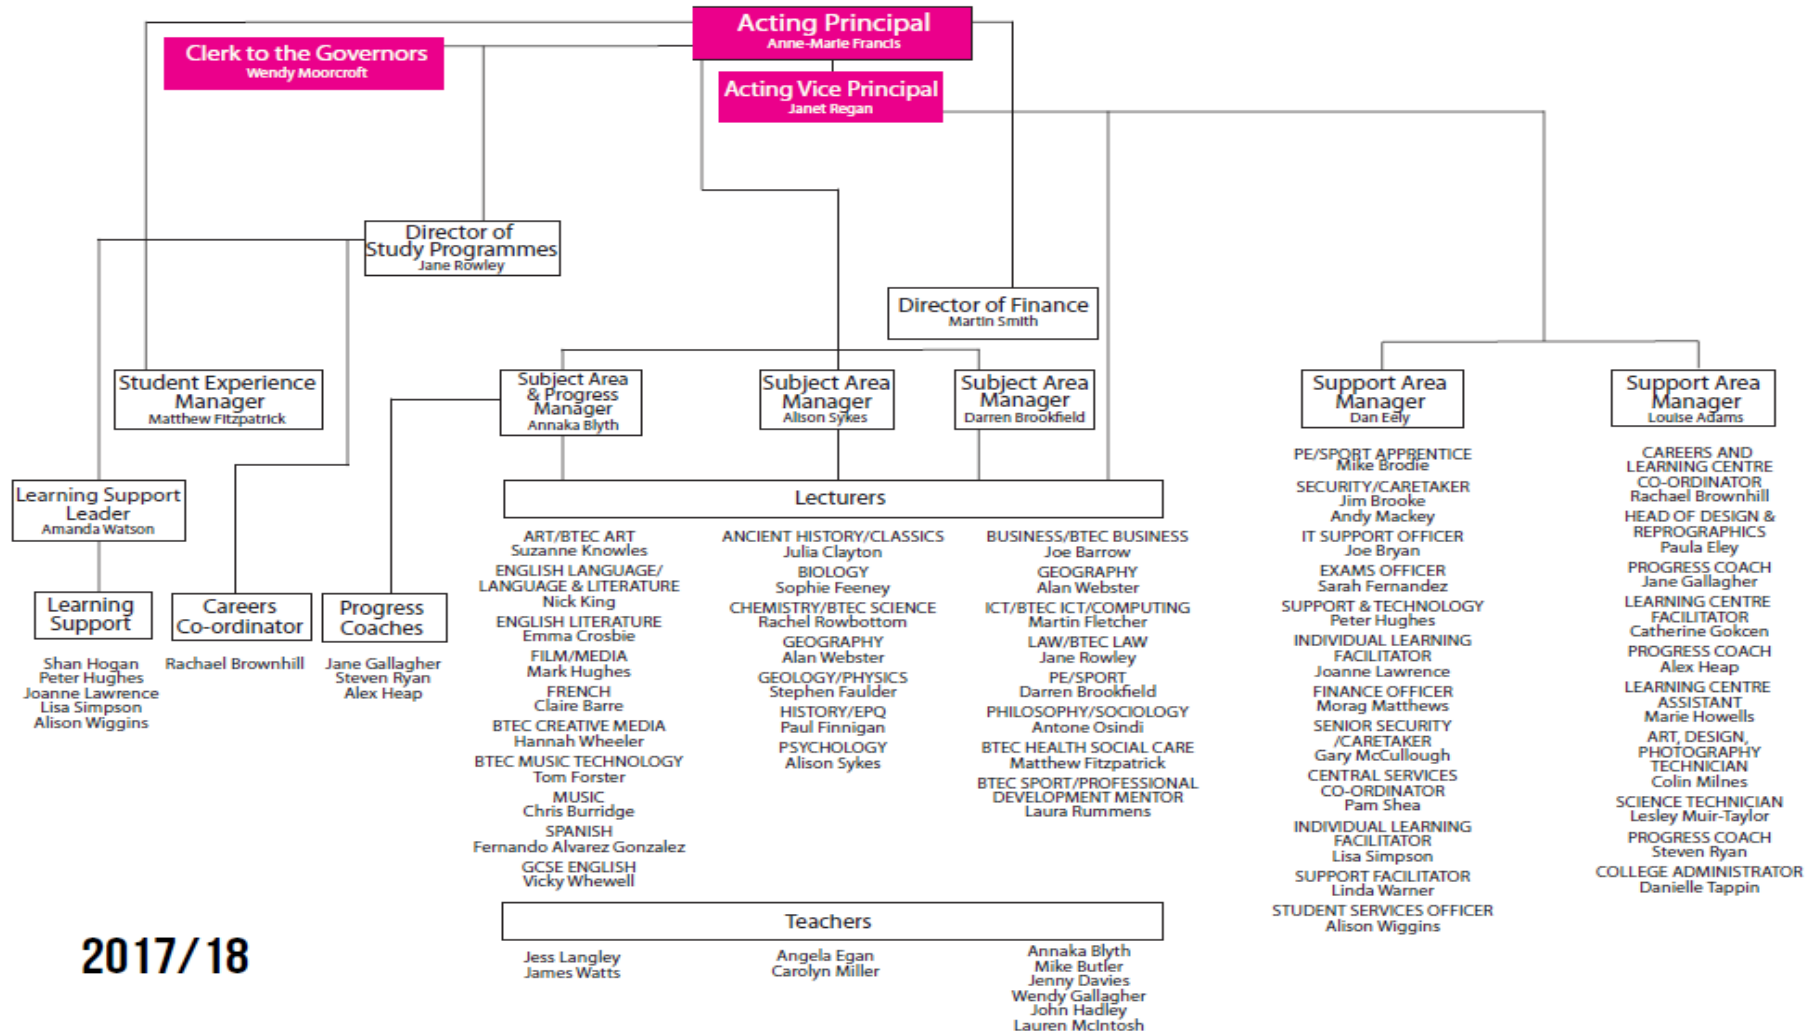 Acting Principal
Anne-Marie Francis
Clerk to the Governors
Wendy Moorcroft
Acting Vice Principal
Janet Regan
Director of
Study Programmes
Jane Rowley
Director of Finance
Martin Smith
Student Experience
Manager
Matthew Fitzpatrick
Subject Area
& Progress
Manager
Annaka Blyth
Subject Area
Manager
Alison Sykes
Subject Area
Manager
Darren Brookfield
Support Area
Manager
Dan Eely
Support Area
Manager
Louise Adams
Learning Support
Leader
Amanda Watson
Learning
Support
Shan Hogan
Peter Hughes
Joanne Lawrence
Lisa Simpson
Alison Wiggins
Careers
Co-ordinator
Rachael Brownhill
Progress
Coaches
Jane Gallagher
Steven Ryan
Alex Heap
Lecturers
ART/BTEC ART
Suzanne Knowles
ENGLISH LANGUAGE/
LANGUAGE & LITERATURE
Nick King
ENGLISH LITERATURE
Emma Crosbie
FILM/MEDIA
Mark Hughes
FRENCH
Claire Barre
BTEC CREATIVE MEDIA
Hannah Wheeler
BTEC MUSIC TECHNOLOGY
Tom Forster
MUSIC
Chris Burridge
SPANISH
Fernando Alvarez Gonzalez
GCSE ENGLISH
Vicky Whewell
ANCIENT HISTORY/CLASSICS
Julia Clayton
BIOLOGY
Sophie Feeney
CHEMISTRY/BTEC SCIENCE
Rachel Rowbottom
GEOGRAPHY
Alan Webster
GEOLOGY/PHYSICS
Stephen Faulder
HISTORY/EPQ
Paul Finnigan
PSYCHOLOGY
Alison Sykes
BUSINESS/BTEC BUSINESS
Joe Barrow
GEOGRAPHY
Alan Webster
ICT/BTEC ICT/COMPUTING
Martin Fletcher
LAW/BTEC LAW
Jane Rowley
PE/SPORT
Darren Brookfield
PHILOSOPHY/SOCIOLOGY
Antone Osindi
BTEC HEALTH SOCIAL CARE
Matthew Fitzpatrick
BTEC SPORT/PROFESSIONAL
DEVELOPMENT MENTOR
Laura Rummens
Teachers
Jess Langley
James Watts
Angela Egan
Carolyn Miller
Annaka Blyth
Mike Butler
Jenny Davies
Wendy Gallagher
John Hadley
Lauren McIntosh
PE/SPORT APPRENTICE
Mike Brodie
SECURITY/CARETAKER
Jim Brooke
Andy Mackey
IT SUPPORT OFFICER
Joe Bryan
EXAMS OFFICER
Sarah Fernandez
SUPPORT & TECHNOLOGY
Peter Hughes
INDIVIDUAL LEARNING
FACILITATOR
Joanne Lawrence
FINANCE OFFICER
Morag Matthews
SENIOR SECURITY
/CARETAKER
Gary McCullough
CENTRAL SERVICES
CO-ORDINATOR
Pam Shea
INDIVIDUAL LEARNING
FACILITATOR
Lisa Simpson
SUPPORT FACILITATOR
Linda Warner
STUDENT SERVICES OFFICER
Alison Wiggins
CAREERS AND
LEARNING CENTRE
CO-ORDINATOR
Rachael Brownhill
HEAD OF DESIGN &
REPROGRAPHICS
Paula Eley
PROGRESS COACH
Jane Gallagher
LEARNING CENTRE
FACILITATOR
Catherine Gokcen
PROGRESS COACH
Alex Heap
LEARNING CENTRE
ASSISTANT
Marie Howells
ART, DESIGN,
PHOTOGRAPHY
TECHNICIAN
Colin Milnes
SCIENCE TECHNICIAN
Lesley Muir-Taylor
PROGRESS COACH
Steven Ryan
COLLEGE ADMINISTRATOR
Danielle Tappin
2017/18